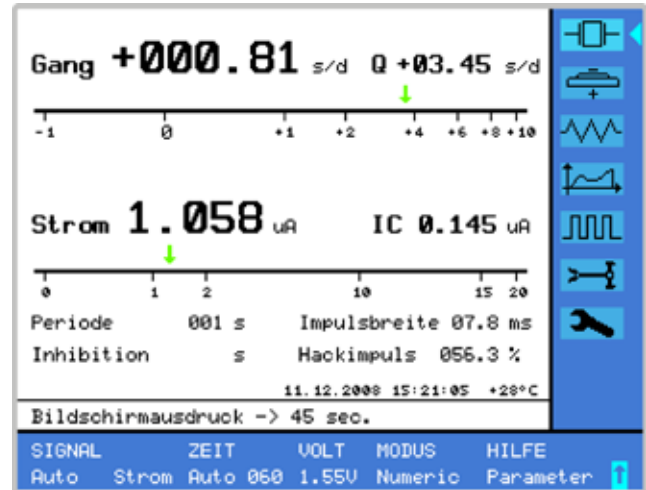 Gang +000.81 s/d Q +03.45 s/d
-1 0 +1 +2 +4 +6 +8 +10
Strom 1.058 uA IC 0.145 uA
0 1 2 10 15 20
Periode 001 s Impulsbreite 07.8 ms
Inhibition s Hackimpuls 056.3 %
11.12.2008 15:21:05 +28°C
Bildschirmausdruck -> 45 sec.
SIGNAL ZEIT VOLT MODUS HILFE
Auto Strom Auto 060 1.55V Numeric Parameter